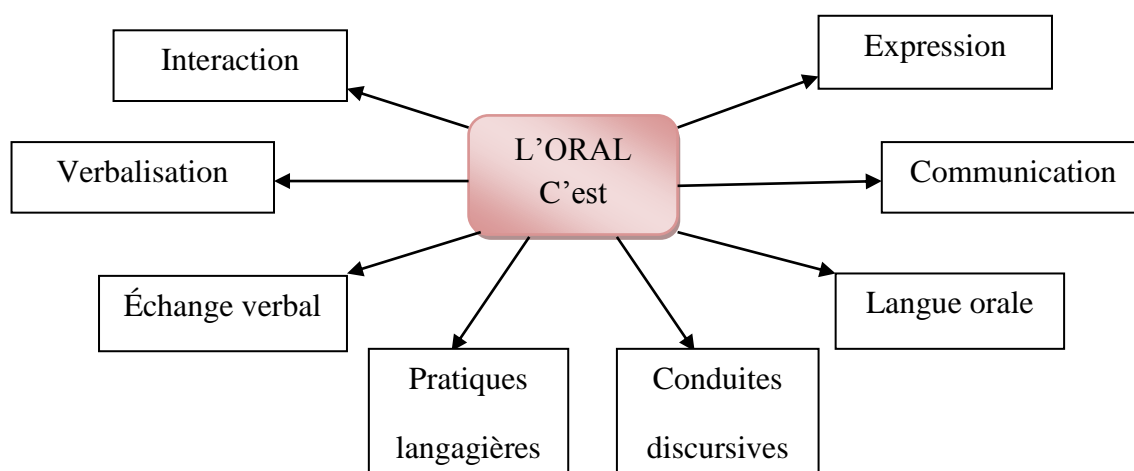 Interaction
Expression
L’ORAL
C’est
Verbalisation
Communication
Échange verbal
Langue orale
Pratiques
langagières
Conduites
discursives